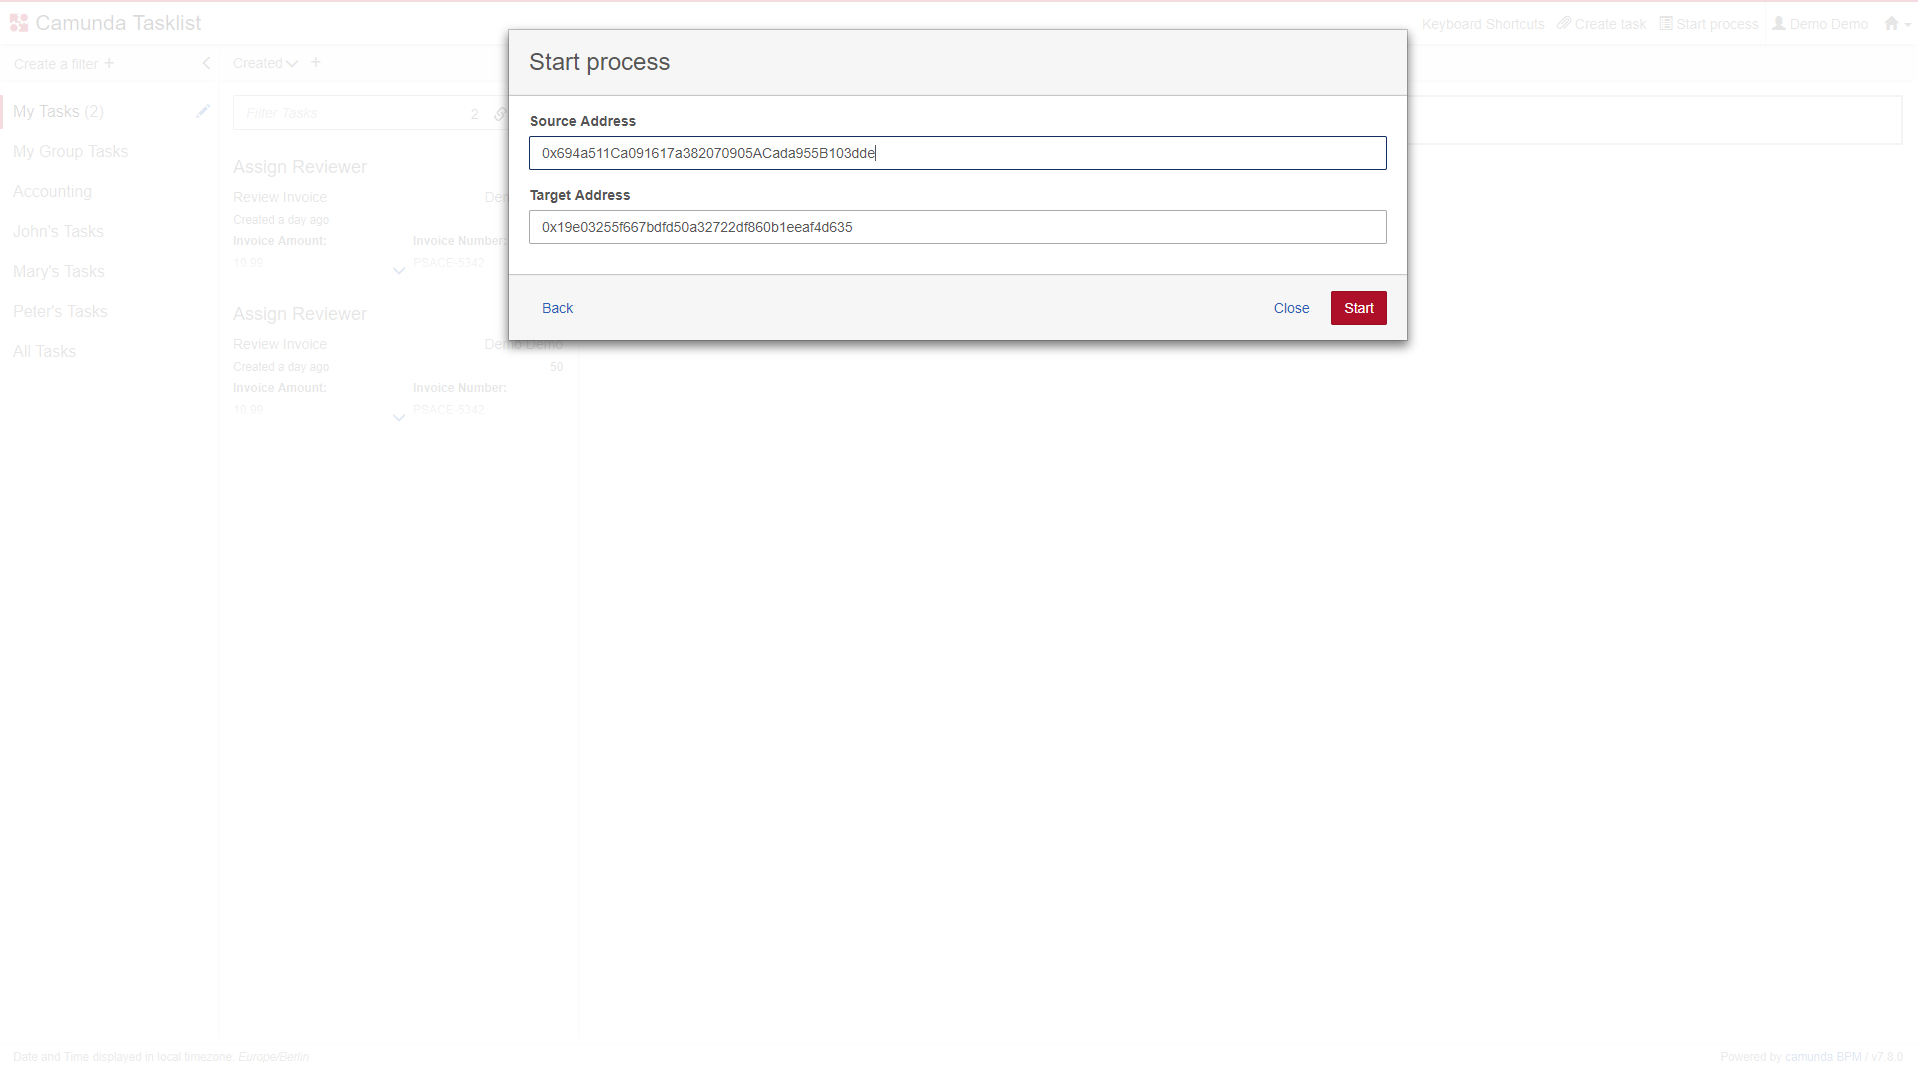 Camunda Tasklist
Keyboard Shortcuts Create task Start process Demo Demo
Create a filter +
Created +
My Tasks (2)
My Group Tasks
Accounting
John's Tasks
Mary's Tasks
Peter's Tasks
All Tasks
Filter Tasks 2
Assign Reviewer
Review Invoice
Created a day ago
Invoice Amount: Invoice Number:
10.99 PSACE-5342
Assign Reviewer
Review Invoice Demo Demo
Created a day ago 50
Invoice Amount: Invoice Number:
10.99 PSACE-5342
Start process
Source Address
0x694a511Ca091617a382070905ACada955B103dde
Target Address
0x19e03255f667bdfd50a32722df860b1eeaf4d635
Back Close Start
Date and Time displayed in local timezone: Europe/Berlin
Powered by camunda BPM / v7.8.0